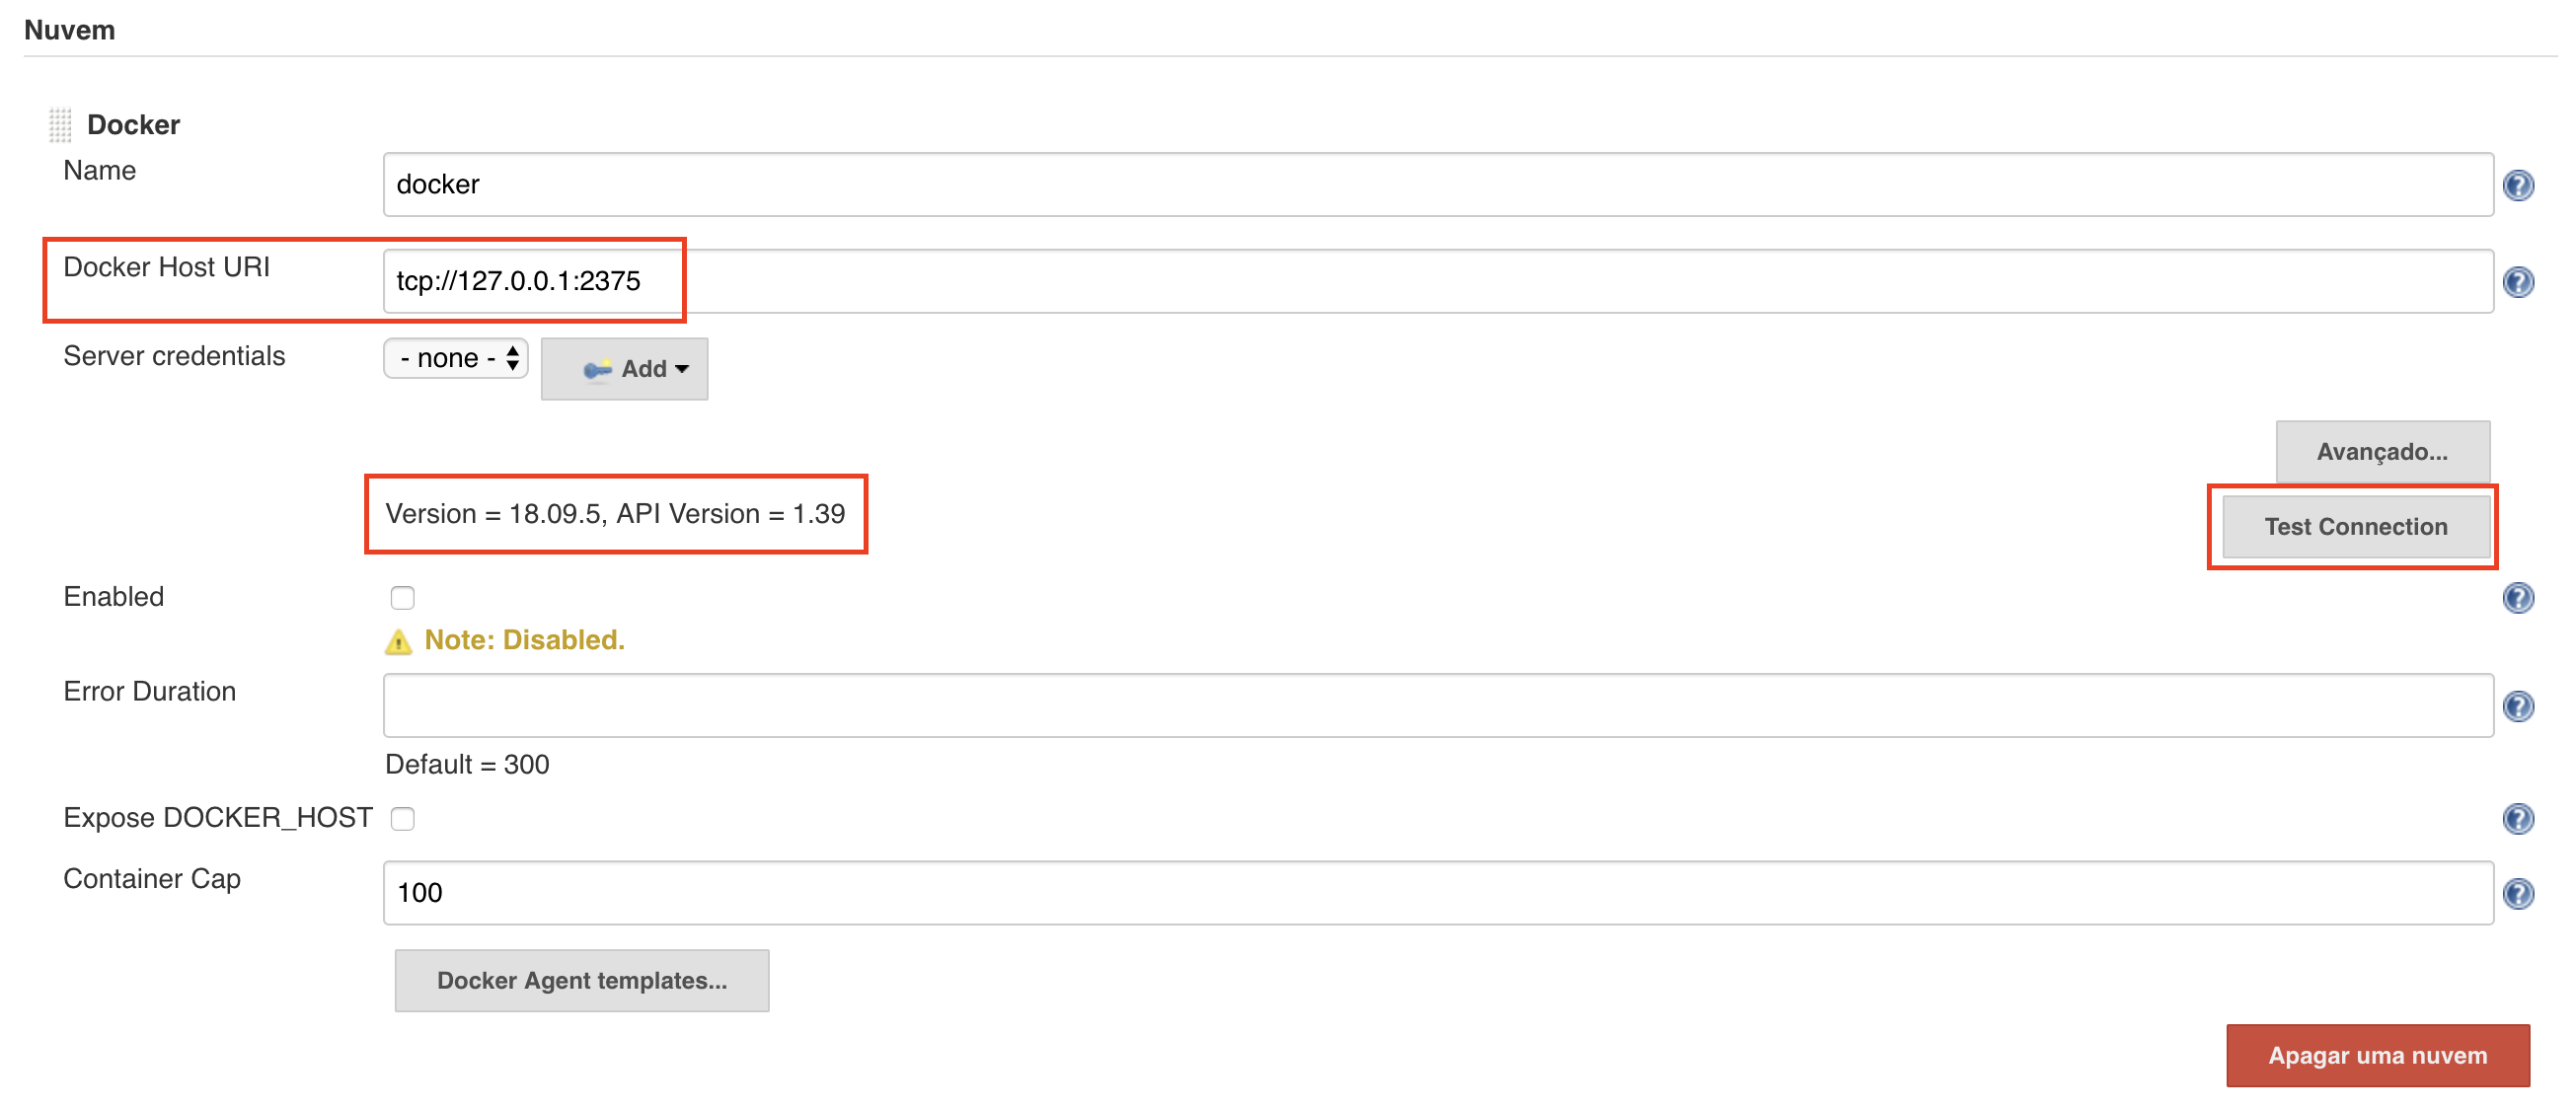 Nuvem
Docker
Name
docker
Docker Host URI
tcp://127.0.0.1:2375
Server credentials
- none -
Add
Avançado...
Version = 18.09.5, API Version = 1.39
Test Connection
Enabled
Note: Disabled.
Error Duration
Default = 300
Expose DOCKER_HOST
Container Cap
100
Docker Agent templates...
Apagar uma nuvem